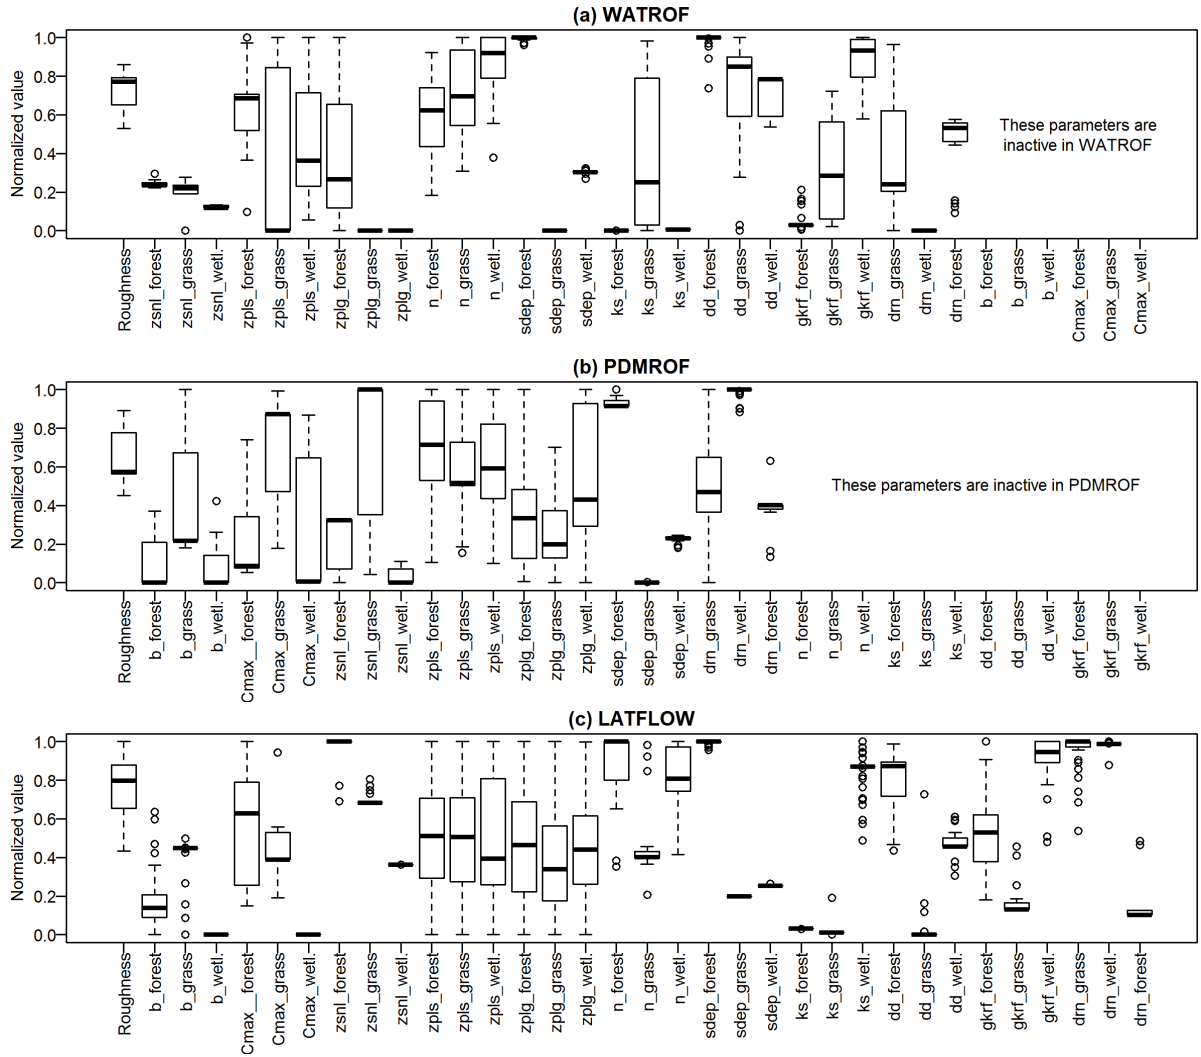 (a) WATROF
Normalized value
1.0
0.8
0.6
0.4
0.2
0.0
These parameters are
inactive in WATROF
Roughness
zsnl_forest
zsnl_grass
zsnl_wetl.
zpls_forest
zpls_grass
zpls_wetl.
zplg_forest
zplg_grass
zplg_wetl.
n_forest
n_grass
n_wetl.
sdep_forest
sdep_grass
sdep_wetl.
ks_forest
ks_grass
ks_wetl.
dd_forest
dd_grass
dd_wetl.
gkrf_forest
gkrf_grass
gkrf_wetl.
drn_grass
drn_wetl.
drn_forest
b_forest
b_grass
b_wetl.
Cmax_forest
Cmax_grass
Cmax_wetl.
(b) PDMROF
Normalized value
1.0
0.8
0.6
0.4
0.2
0.0
These parameters are inactive in PDMROF
Roughness
b_forest
b_grass
b_wetl.
Cmax__forest
Cmax_grass
Cmax_wetl.
zsnl_forest
zsnl_grass
zsnl_wetl.
zpls_forest
zpls_grass
zpls_wetl.
zplg_forest
zplg_grass
zplg_wetl.
sdep_forest
sdep_grass
sdep_wetl.
drn_grass
drn_wetl.
drn_forest
n_forest
n_grass
n_wetl.
ks_forest
ks_grass
ks_wetl.
dd_forest
dd_grass
dd_wetl.
gkrf_forest
gkrf_grass
gkrf_wetl.
(c) LATFLOW
Normalized value
1.0
0.8
0.6
0.4
0.2
0.0
Roughness
b_forest
b_grass
b_wetl.
Cmax_forest
Cmax_grass
Cmax_wetl.
zsnl_forest
zsnl_grass
zsnl_wetl.
zpls_forest
zpls_grass
zpls_wetl.
zplg_forest
zplg_grass
zplg_wetl.
n_forest
n_grass
n_wetl.
sdep_forest
sdep_grass
sdep_wetl.
ks_forest
ks_grass
ks_wetl.
dd_forest
dd_grass
dd_wetl.
gkrf_forest
gkrf_grass
gkrf_wetl.
drn_grass
drn_wetl.
drn_forest